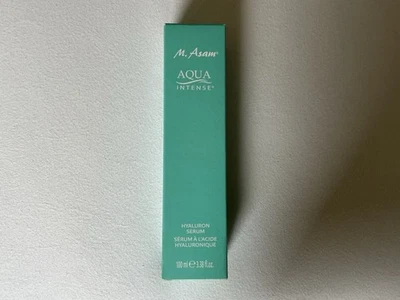 M. Asam
AQUA
INTENSE®
HYALURON
SERUM
SÉRUM À L'ACIDE
HYALURONIQUE
100 ml ℮ 3.38 fl.oz.